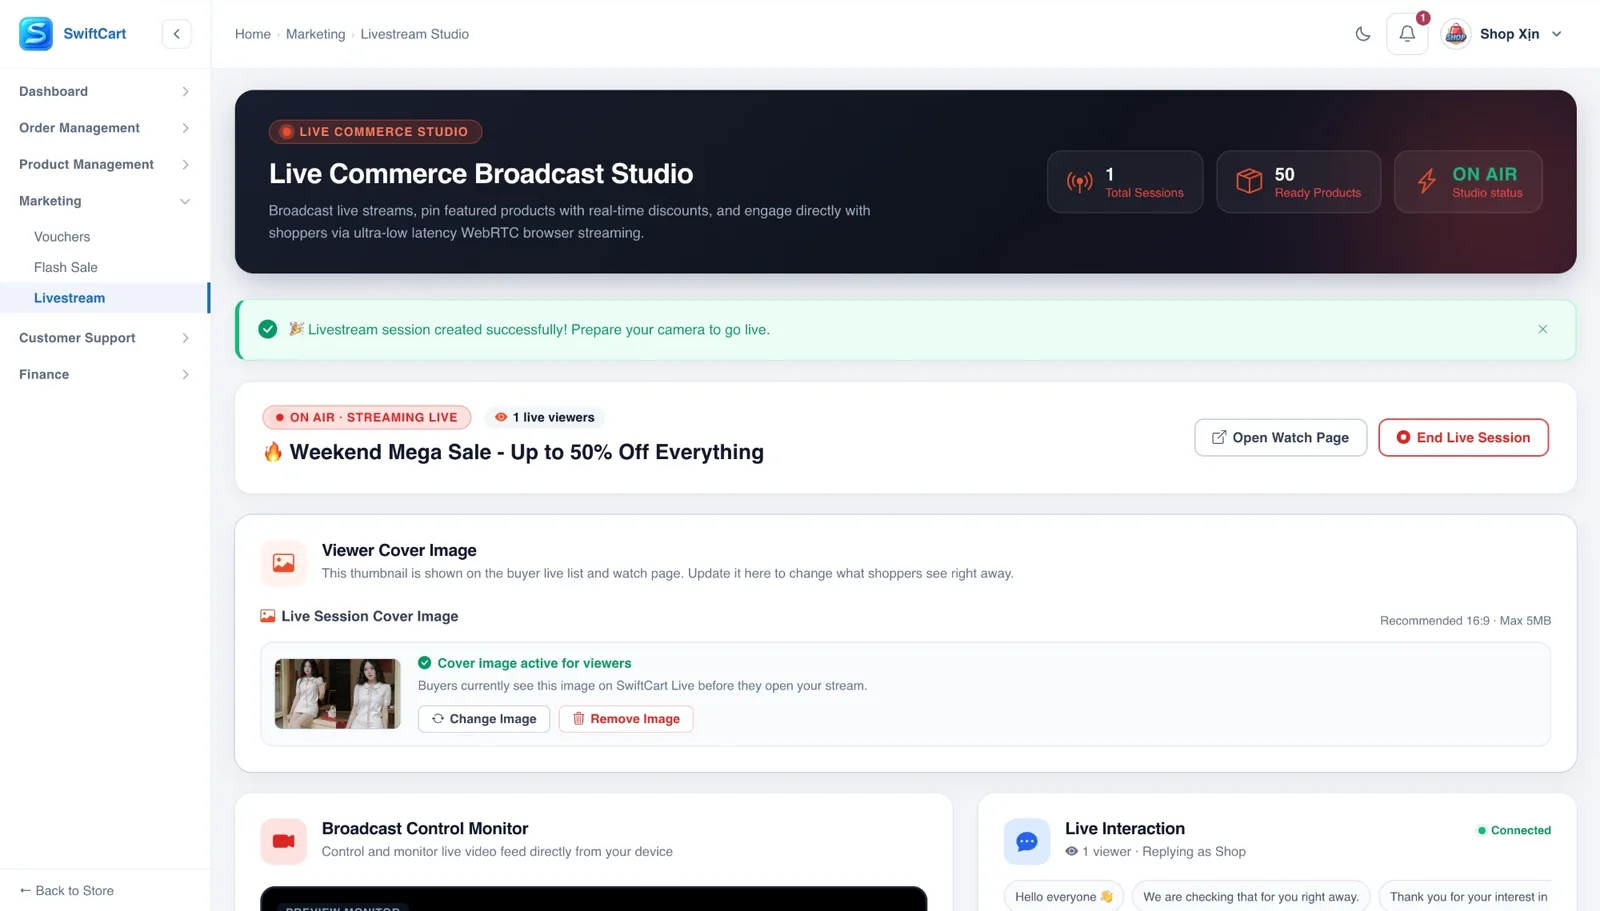 SwiftCart
Home › Marketing › Livestream Studio
1
Shop Xịn
Dashboard
Order Management
Product Management
Marketing
Vouchers
Flash Sale
Livestream
Customer Support
Finance
← Back to Store
LIVE COMMERCE STUDIO
Live Commerce Broadcast Studio
Broadcast live streams, pin featured products with real-time discounts, and engage directly with
shoppers via ultra-low latency WebRTC browser streaming.
1
Total Sessions
50
Ready Products
ON AIR
Studio status
🎉 Livestream session created successfully! Prepare your camera to go live.
ON AIR · STREAMING LIVE
1 live viewers
🔥 Weekend Mega Sale - Up to 50% Off Everything
Open Watch Page
End Live Session
Viewer Cover Image
This thumbnail is shown on the buyer live list and watch page. Update it here to change what shoppers see right away.
Live Session Cover Image
Recommended 16:9 · Max 5MB
Cover image active for viewers
Buyers currently see this image on SwiftCart Live before they open your stream.
Change Image
Remove Image
Broadcast Control Monitor
Control and monitor live video feed directly from your device
PREVIEW MONITOR
Live Interaction
1 viewer · Replying as Shop
Connected
Hello everyone 👋
We are checking that for you right away.
Thank you for your interest in